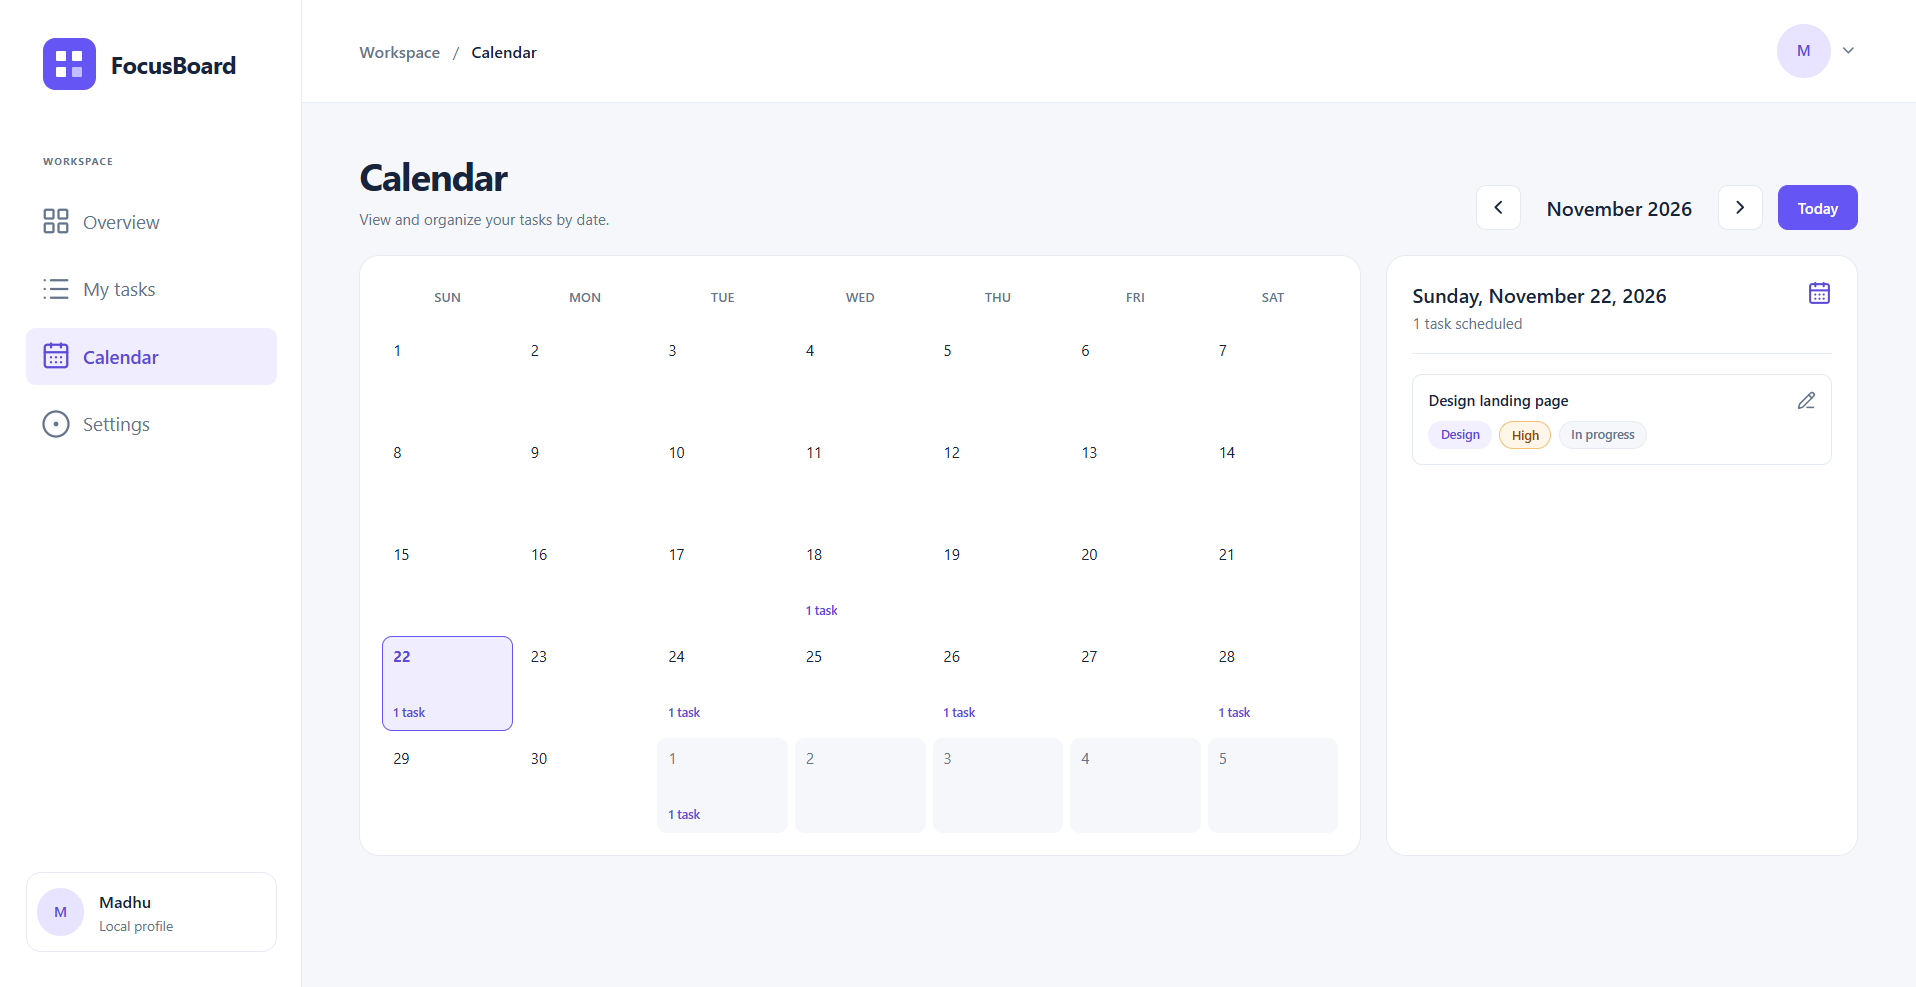 FocusBoard
WORKSPACE
Overview
My tasks
Calendar
Settings
M
Madhu
Local profile
Workspace / Calendar
M
Calendar
View and organize your tasks by date.
November 2026
Today
SUN MON TUE WED THU FRI SAT
1 2 3 4 5 6 7
8 9 10 11 12 13 14
15 16 17 18 19 20 21
1 task
22 23 24 25 26 27 28
1 task 1 task 1 task 1 task
29 30 1 2 3 4 5
1 task
Sunday, November 22, 2026
1 task scheduled
Design landing page
Design High In progress